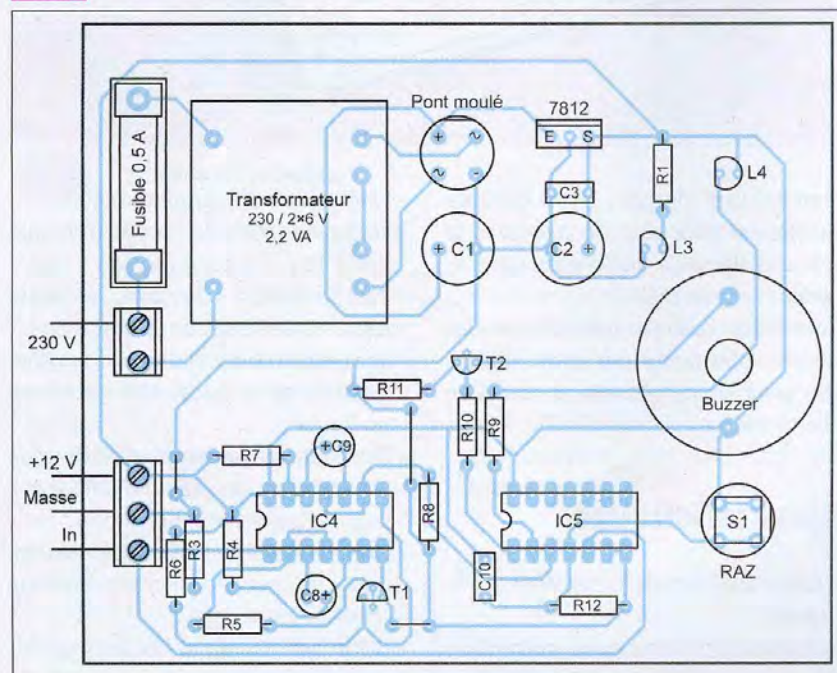 Pont moulé
7812
+
~
~
~
E
S
Fusible 0,5 A
Transformateur
230 / 2×6 V
2,2 VA
C3
R1
L4
+
C1
C2
+
L3
230 V
T2
R11
Buzzer
R10
R9
+12 V
R7
+C9
Masse
IC4
R8
IC5
S1
In
R6
R3
R4
RAZ
C8+
T1
C10
R12
R5